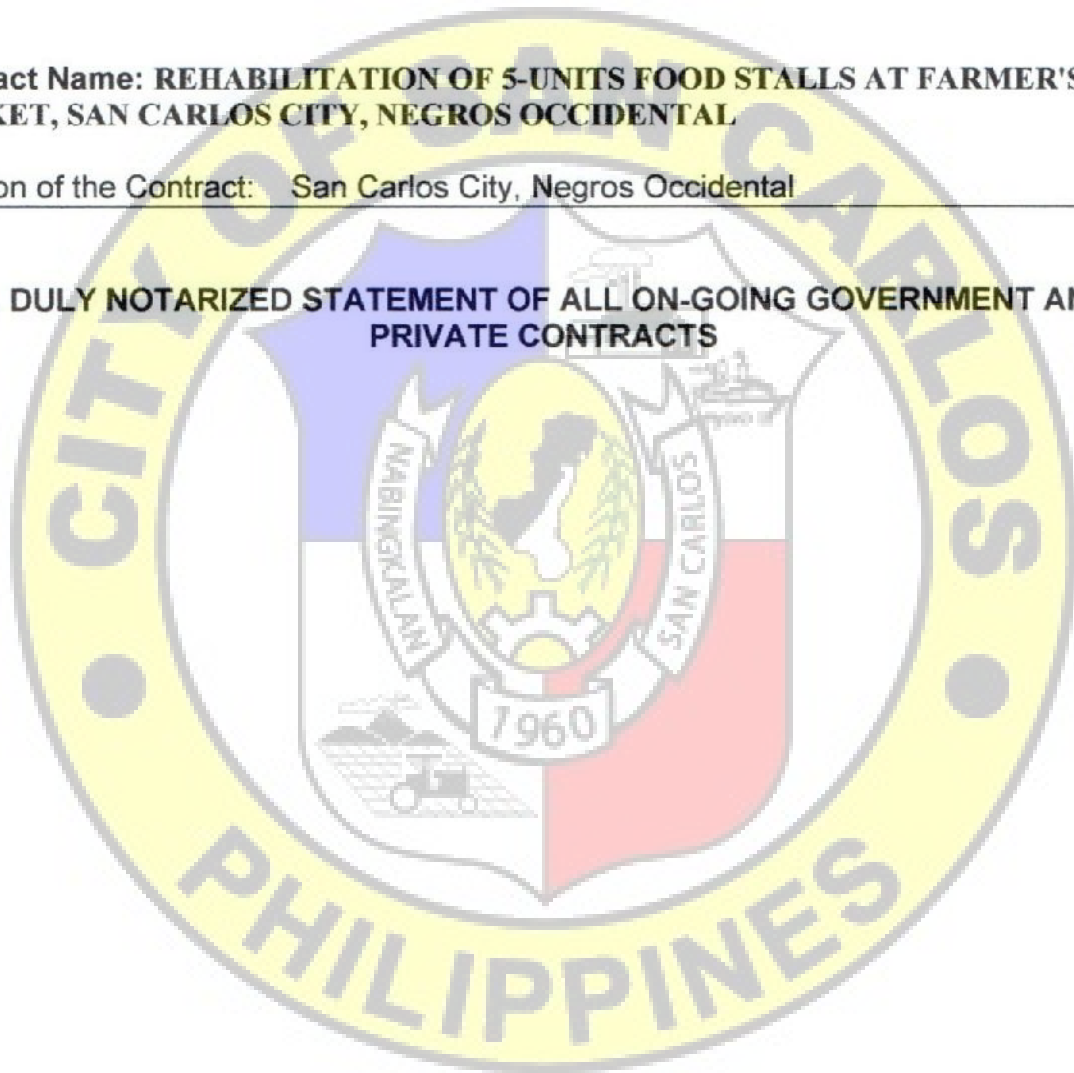 act Name: REHABILITATION OF 5-UNITS FOOD STALLS AT FARMER'S
KET, SAN CARLOS CITY, NEGROS OCCIDENTAL
on of the Contract: San Carlos City, Negros Occidental
DULY NOTARIZED STATEMENT OF ALL ON-GOING GOVERNMENT AN
PRIVATE CONTRACTS
CITY OF SAN CARLOS
NABINGKALAN
SAN CARLOS
1960
PHILIPPINES